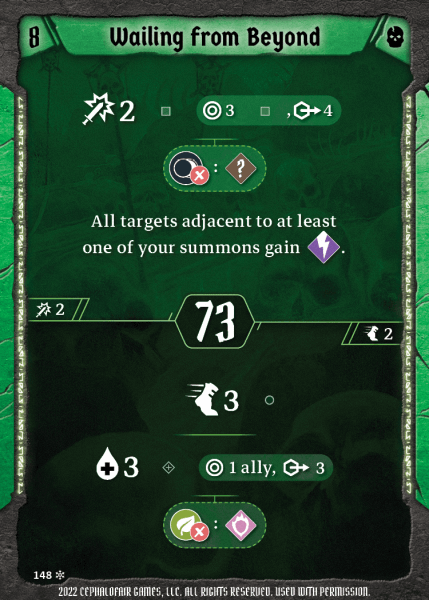 8 Wailing from Beyond
2 3 , 4
: ?
All targets adjacent to at least
one of your summons gain .
2
73
2
3
3 1 ally, 3
:
148
2022 CEPHALOFAIR GAMES, LLC. ALL RIGHTS RESERVED. USED WITH PERMISSION.